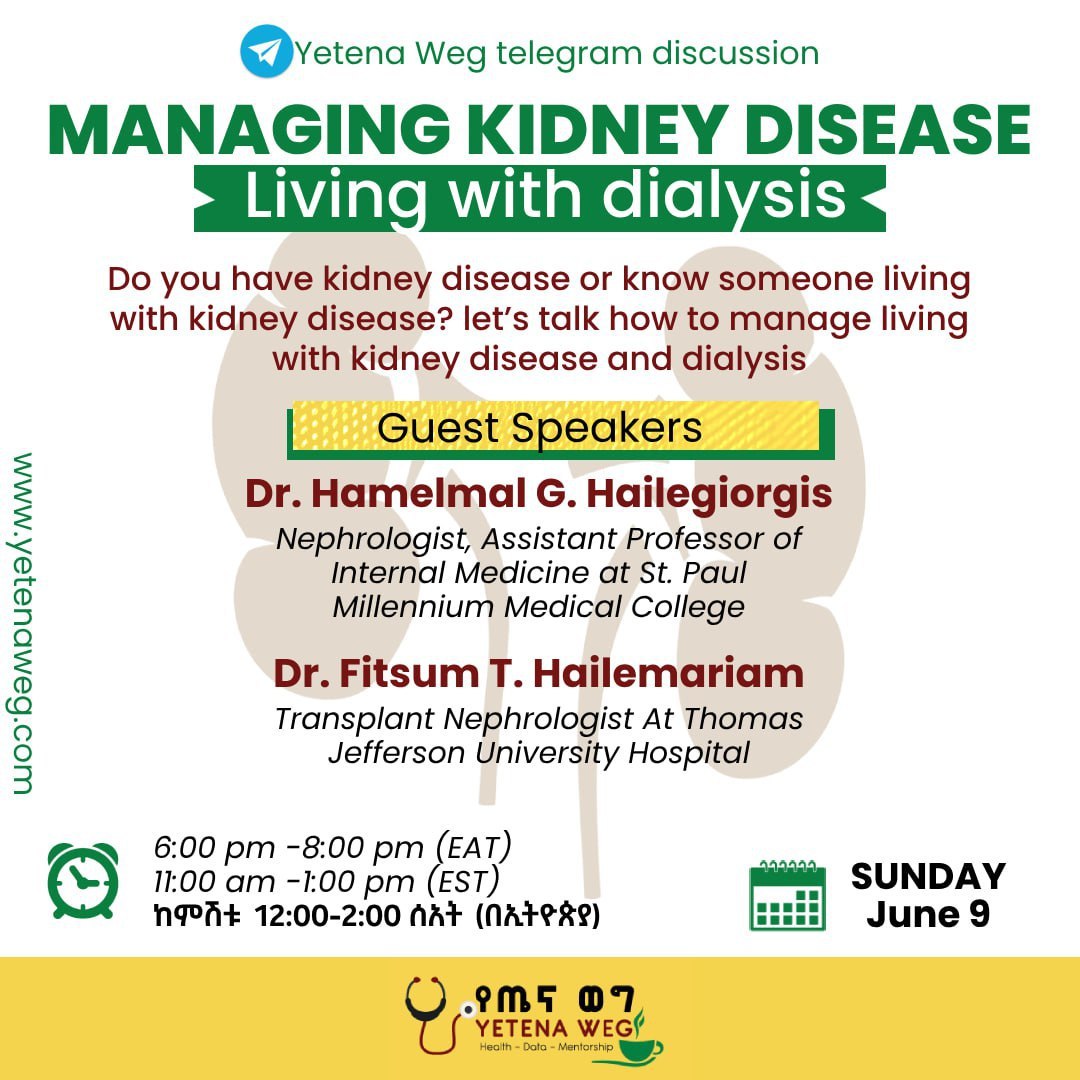 Yetena Weg telegram discussion
MANAGING KIDNEY DISEASE
Living with dialysis
Do you have kidney disease or know someone living
with kidney disease? let's talk how to manage living
with kidney disease and dialysis
Guest Speakers
Dr. Hamelmal G. Hailegiorgis
Nephrologist, Assistant Professor of
Internal Medicine at St. Paul
Millennium Medical College
Dr. Fitsum T. Hailemariam
Transplant Nephrologist At Thomas
Jefferson University Hospital
www.yetenaweg.com
6:00 pm -8:00 pm (EAT)
11:00 am -1:00 pm (EST)
ከምሽቱ 12:00-2:00 ሰአት (በኢትዮጵያ)
SUNDAY
June 9
የጤና ወግ
YETENA WEG
Health - Data - Mentorship